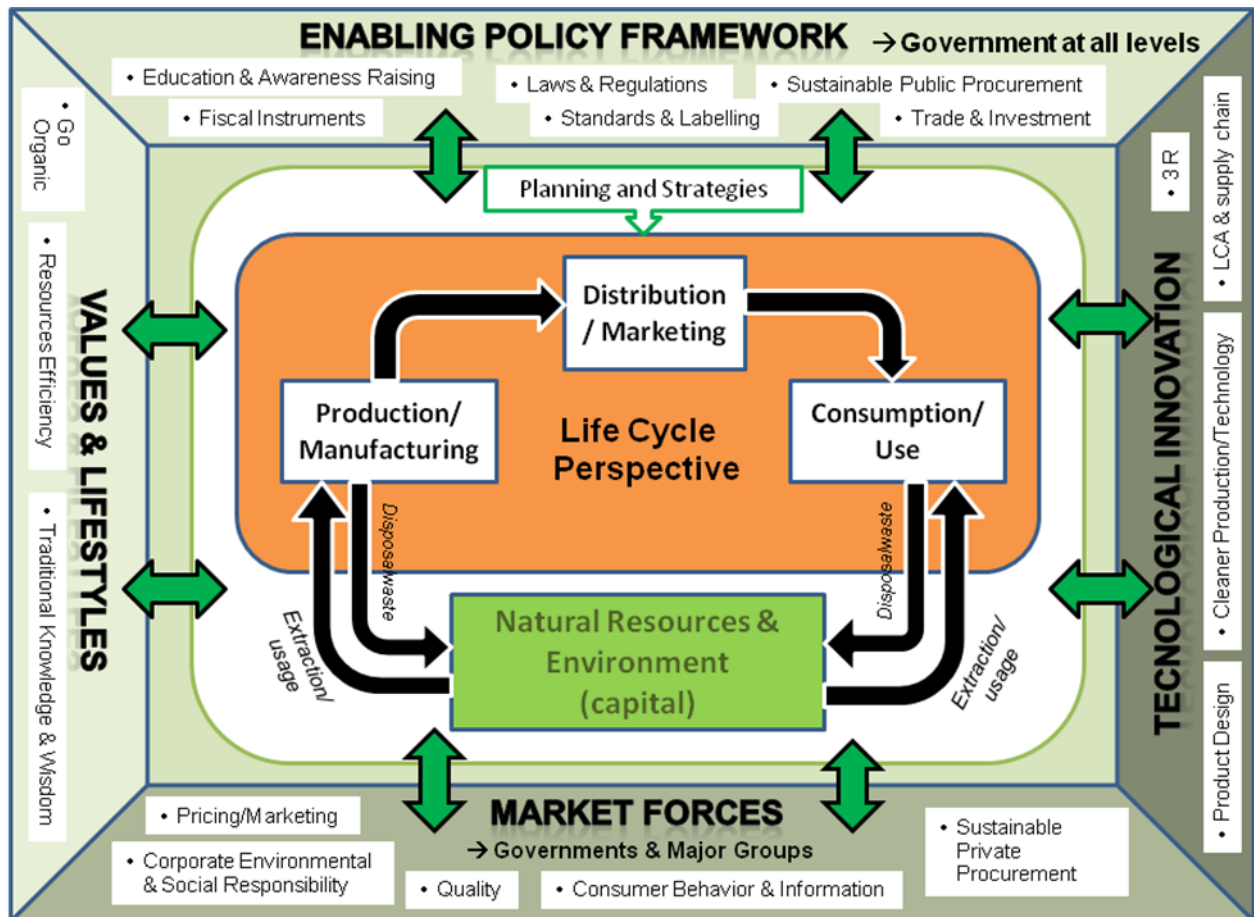 ENABLING POLICY FRAMEWORK → Government at all levels
• Education & Awareness Raising
• Laws & Regulations
• Sustainable Public Procurement
• Fiscal Instruments
• Standards & Labelling
• Trade & Investment
VALUES & LIFESTYLES
• Go
Organic
• Resources Efficiency
• Traditional Knowledge & Wisdom
Planning and Strategies
Distribution
/ Marketing
Production/
Manufacturing
Consumption/
Use
Life Cycle
Perspective
Disposalwaste
Extraction/
usage
Disposalwaste
Extraction/
usage
Natural Resources &
Environment
(capital)
TECNOLOGICAL INNOVATION
• 3R
• LCA & supply chain
• Cleaner Production/Technology
• Product Design
MARKET FORCES
→ Governments & Major Groups
• Pricing/Marketing
• Corporate Environmental
& Social Responsibility
• Quality
• Consumer Behavior & Information
• Sustainable
Private
Procurement